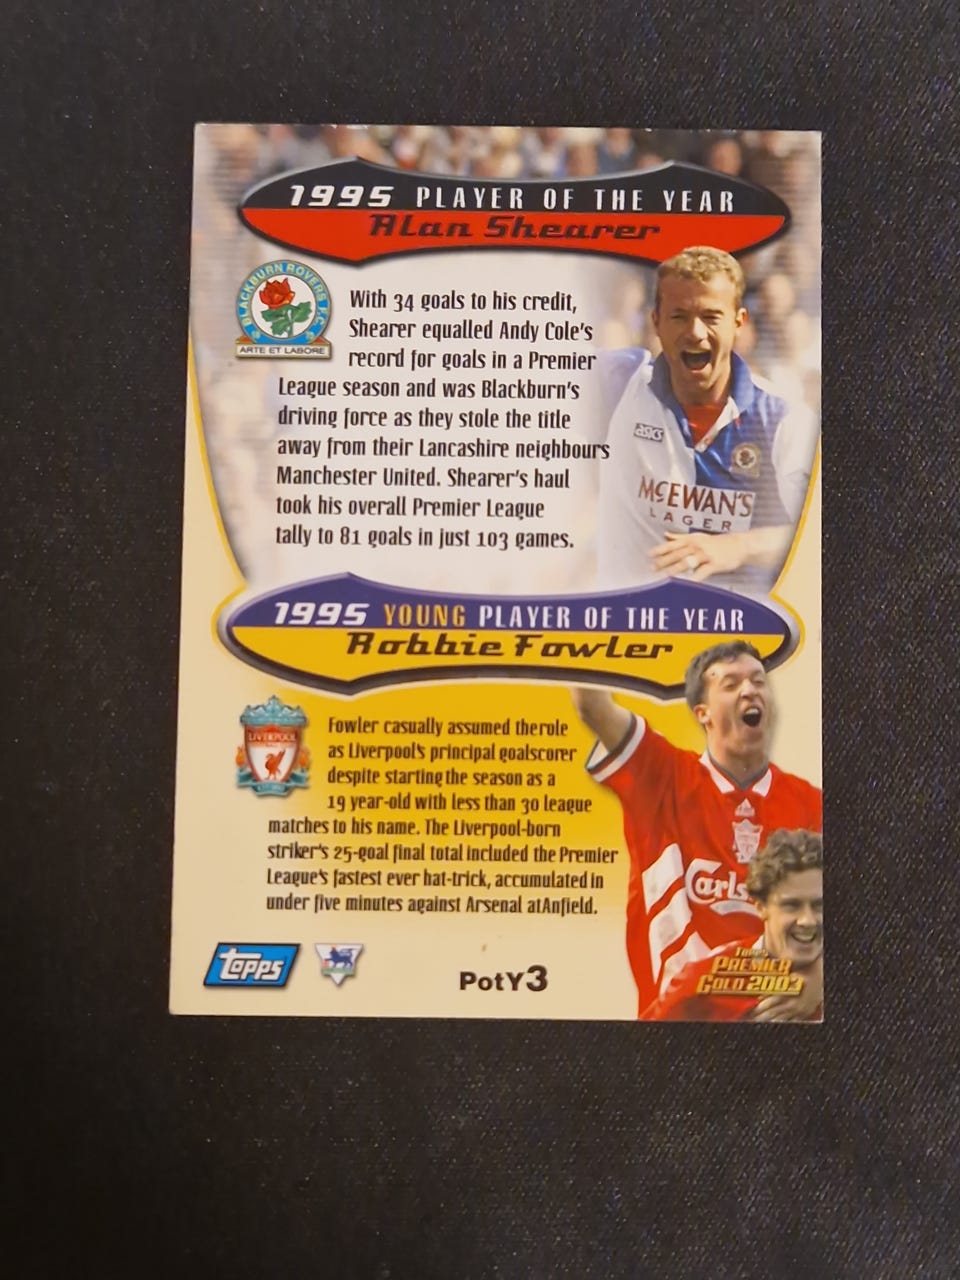 1995 PLAYER OF THE YEAR
Alan Shearer
BLACKBURN ROVERS F.C.
ARTE ET LABORE
With 34 goals to his credit,
Shearer equalled Andy Cole's
record for goals in a Premier
League season and was Blackburn's
driving force as they stole the title
away from their Lancashire neighbours
Manchester United. Shearer's haul
took his overall Premier League
tally to 81 goals in just 103 games.
asics
McEWAN'S
LAGER
1995 YOUNG PLAYER OF THE YEAR
Robbie Fowler
LIVERPOOL
Fowler casually assumed therole
as Liverpool's principal goalscorer
despite starting the season as a
19 year-old with less than 30 league
matches to his name. The Liverpool-born
striker's 25-goal final total included the Premier
League's fastest ever hat-trick, accumulated in
under five minutes against Arsenal atAnfield.
Carls
Topps
PotY3
Topps
PREMIER
GOLD 2003